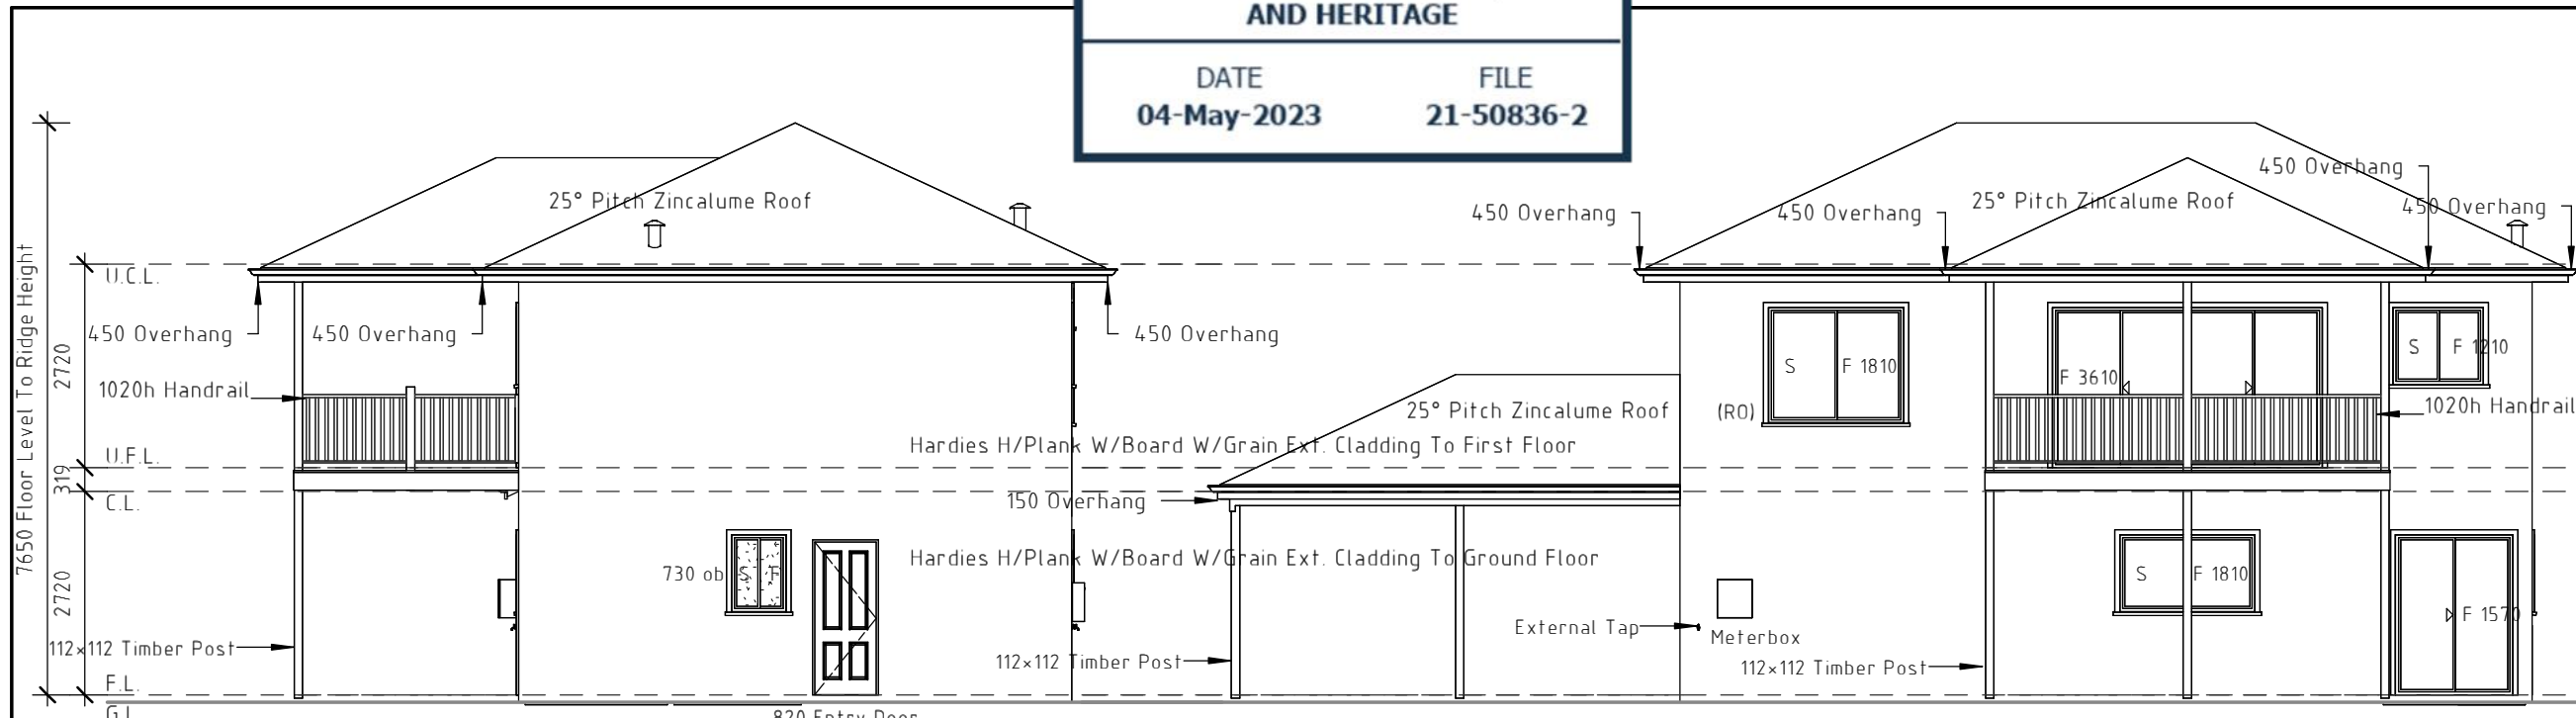 AND HERITAGE
DATE
FILE
04-May-2023
21-50836-2
25° Pitch Zincalume Roof
450 Overhang
450 Overhang
25° Pitch Zincalume Roof
450 Overhang
450 Overhang
7650 Floor Level To Ridge Height
U.C.L.
450 Overhang
450 Overhang
450 Overhang
2720
1020h Handrail
S
F 1810
F 3610
S
F 1210
25° Pitch Zincalume Roof
(RO)
1020h Handrail
Hardies H/Plank W/Board W/Grain Ext. Cladding To First Floor
U.F.L.
319
C.L.
150 Overhang
Hardies H/Plank W/Board W/Grain Ext. Cladding To Ground Floor
730 ob
S
F
S
F 1810
2720
F 1570
External Tap
Meterbox
112×112 Timber Post
112×112 Timber Post
112×112 Timber Post
F.L.
G.L.
820 Entry Door